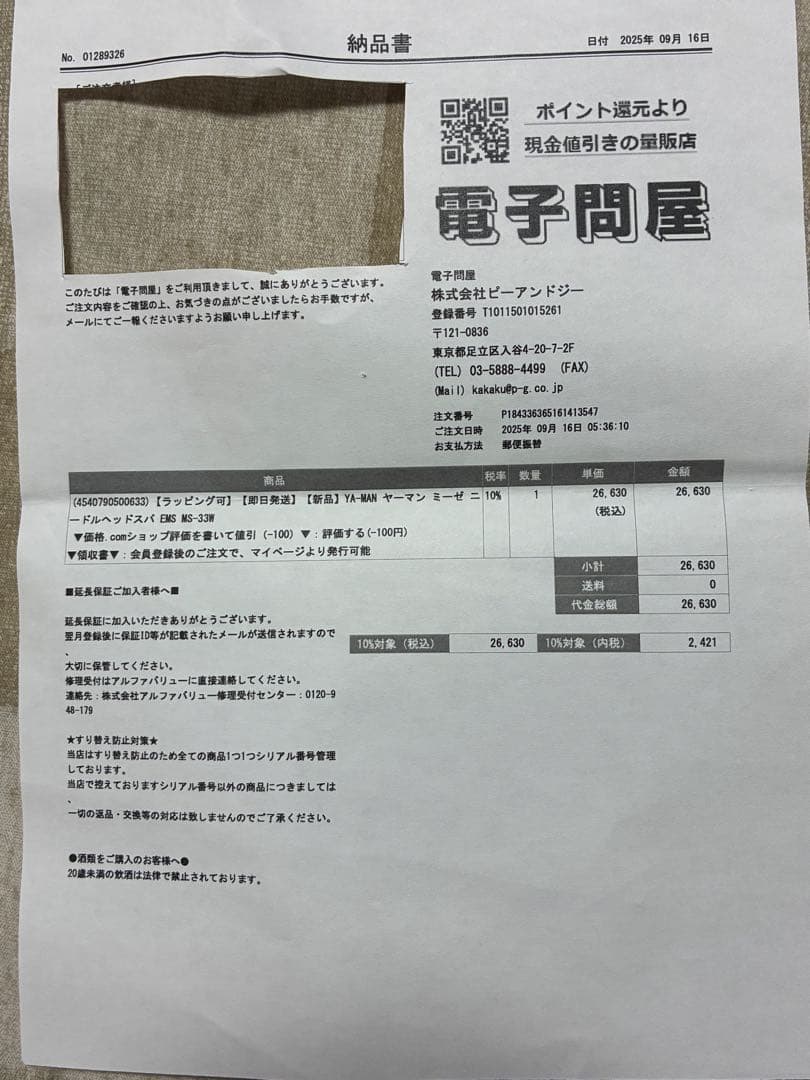 納品書
No. 01289326
日付 2025年 09月 16日
ポイント還元より
現金値引きの量販店
電子問屋
このたびは「電子問屋」をご利用頂きまして、誠にありがとうございます。
ご注文内容をご確認の上、お気づきの点がございましたらお手数ですが、
メールにてご一報くださいますようお願い申し上げます。
電子問屋
株式会社ピーアンドジー
登録番号 T1011501015261
〒121-0836
東京都足立区入谷4-20-7-2F
(TEL) 03-5888-4499 (FAX)
(Mail) kakaku@p-g.co.jp
注文番号 P184336365161413547
ご注文日時 2025年 09月 16日 05:36:10
お支払方法 郵便振替
商品 税率 数量 単価 金額
(4540790500633)【ラッピング可】【即日発送】【新品】YA-MAN ヤーマン ミーゼ ニ 10% 1 26,630 26,630
ードルヘッドスパ EMS MS-33W (税込)
▼価格.comショップ評価を書いて値引 (-100) ▼：評価する(-100円)
▼領収書▼：会員登録後のご注文で、マイページより発行可能
小計 26,630
送料 0
代金総額 26,630
10%対象（税込） 26,630 10%対象（内税） 2,421
■延長保証ご加入者様へ■
延長保証に加入いただきありがとうございます。
翌月登録後に保証ID等が記載されたメールが送信されますので
、
大切に保管してください。
修理受付はアルファバリューに直接連絡してください。
連絡先：株式会社アルファバリュー修理受付センター：0120-9
48-179
★すり替え防止対策★
当店はすり替え防止のため全ての商品1つ1つシリアル番号管理
しております。
当店で控えておりますシリアル番号以外の商品につきましては
、
一切の返品・交換等の対応は致しませんのでご了承ください。
●酒類をご購入のお客様へ●
20歳未満の飲酒は法律で禁止されております。